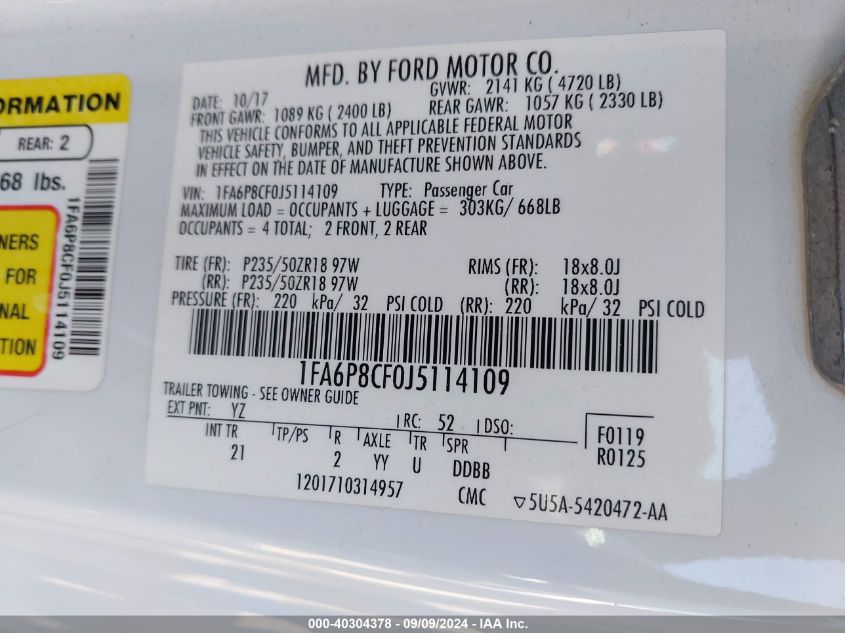 ORMATION
REAR: 2
68 lbs.
NERS
FOR
NAL
TION
1FA6P8CF0J5114109
MFD. BY FORD MOTOR CO.
DATE: 10/17 GVWR: 2141 KG ( 4720 LB)
FRONT GAWR: 1089 KG ( 2400 LB) REAR GAWR: 1057 KG ( 2330 LB)
THIS VEHICLE CONFORMS TO ALL APPLICABLE FEDERAL MOTOR
VEHICLE SAFETY, BUMPER, AND THEFT PREVENTION STANDARDS
IN EFFECT ON THE DATE OF MANUFACTURE SHOWN ABOVE.
VIN: 1FA6P8CF0J5114109 TYPE: Passenger Car
MAXIMUM LOAD = OCCUPANTS + LUGGAGE = 303KG/ 668LB
OCCUPANTS = 4 TOTAL; 2 FRONT, 2 REAR
TIRE (FR): P235/50ZR18 97W RIMS (FR): 18x8.0J
(RR): P235/50ZR18 97W (RR): 18x8.0J
PRESSURE (FR): 220 kPa/ 32 PSI COLD (RR): 220 kPa/ 32 PSI COLD
1FA6P8CF0J5114109
TRAILER TOWING - SEE OWNER GUIDE
EXT PNT: YZ RC: 52 DSO: F0119
INT TR TP/PS R AXLE TR SPR R0125
21 2 YY U DDBB
1201710314957 CMC ▽5U5A-5420472-AA
000-40304378 - 09/09/2024 - IAA Inc.